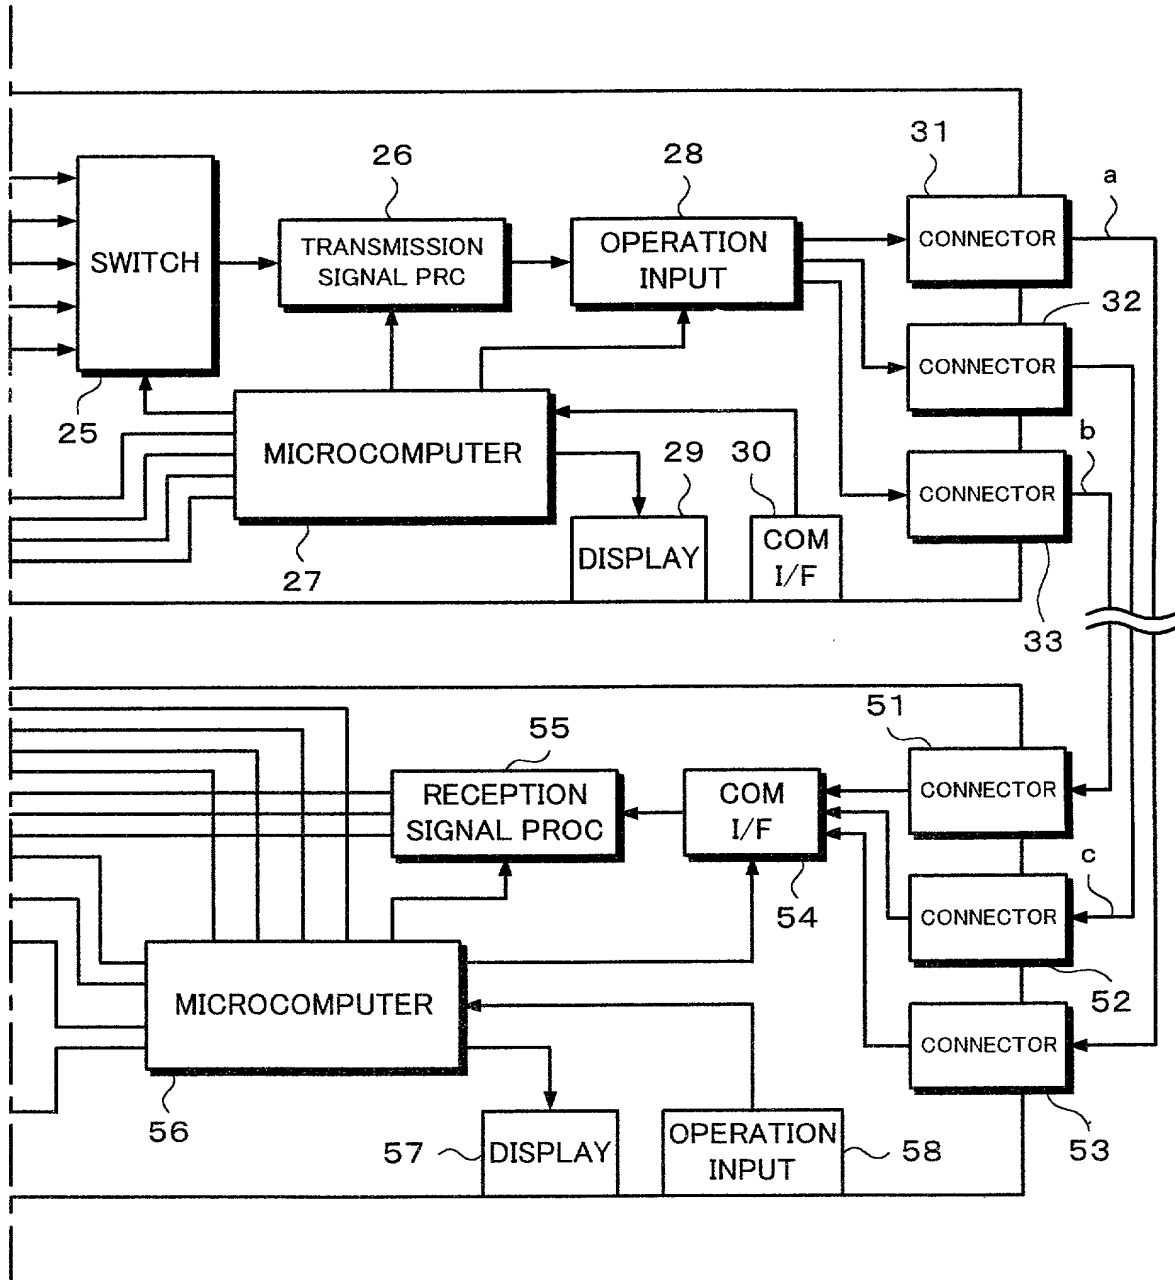 31
a
26
28
CONNECTOR
SWITCH
TRANSMISSION
SIGNAL PRC
OPERATION
INPUT
32
CONNECTOR
25
b
MICROCOMPUTER
29
30
CONNECTOR
DISPLAY
COM
I/F
27
33
51
55
CONNECTOR
RECEPTION
SIGNAL PROC
COM
I/F
c
54
CONNECTOR
MICROCOMPUTER
52
CONNECTOR
56
57
DISPLAY
OPERATION
INPUT
58
53